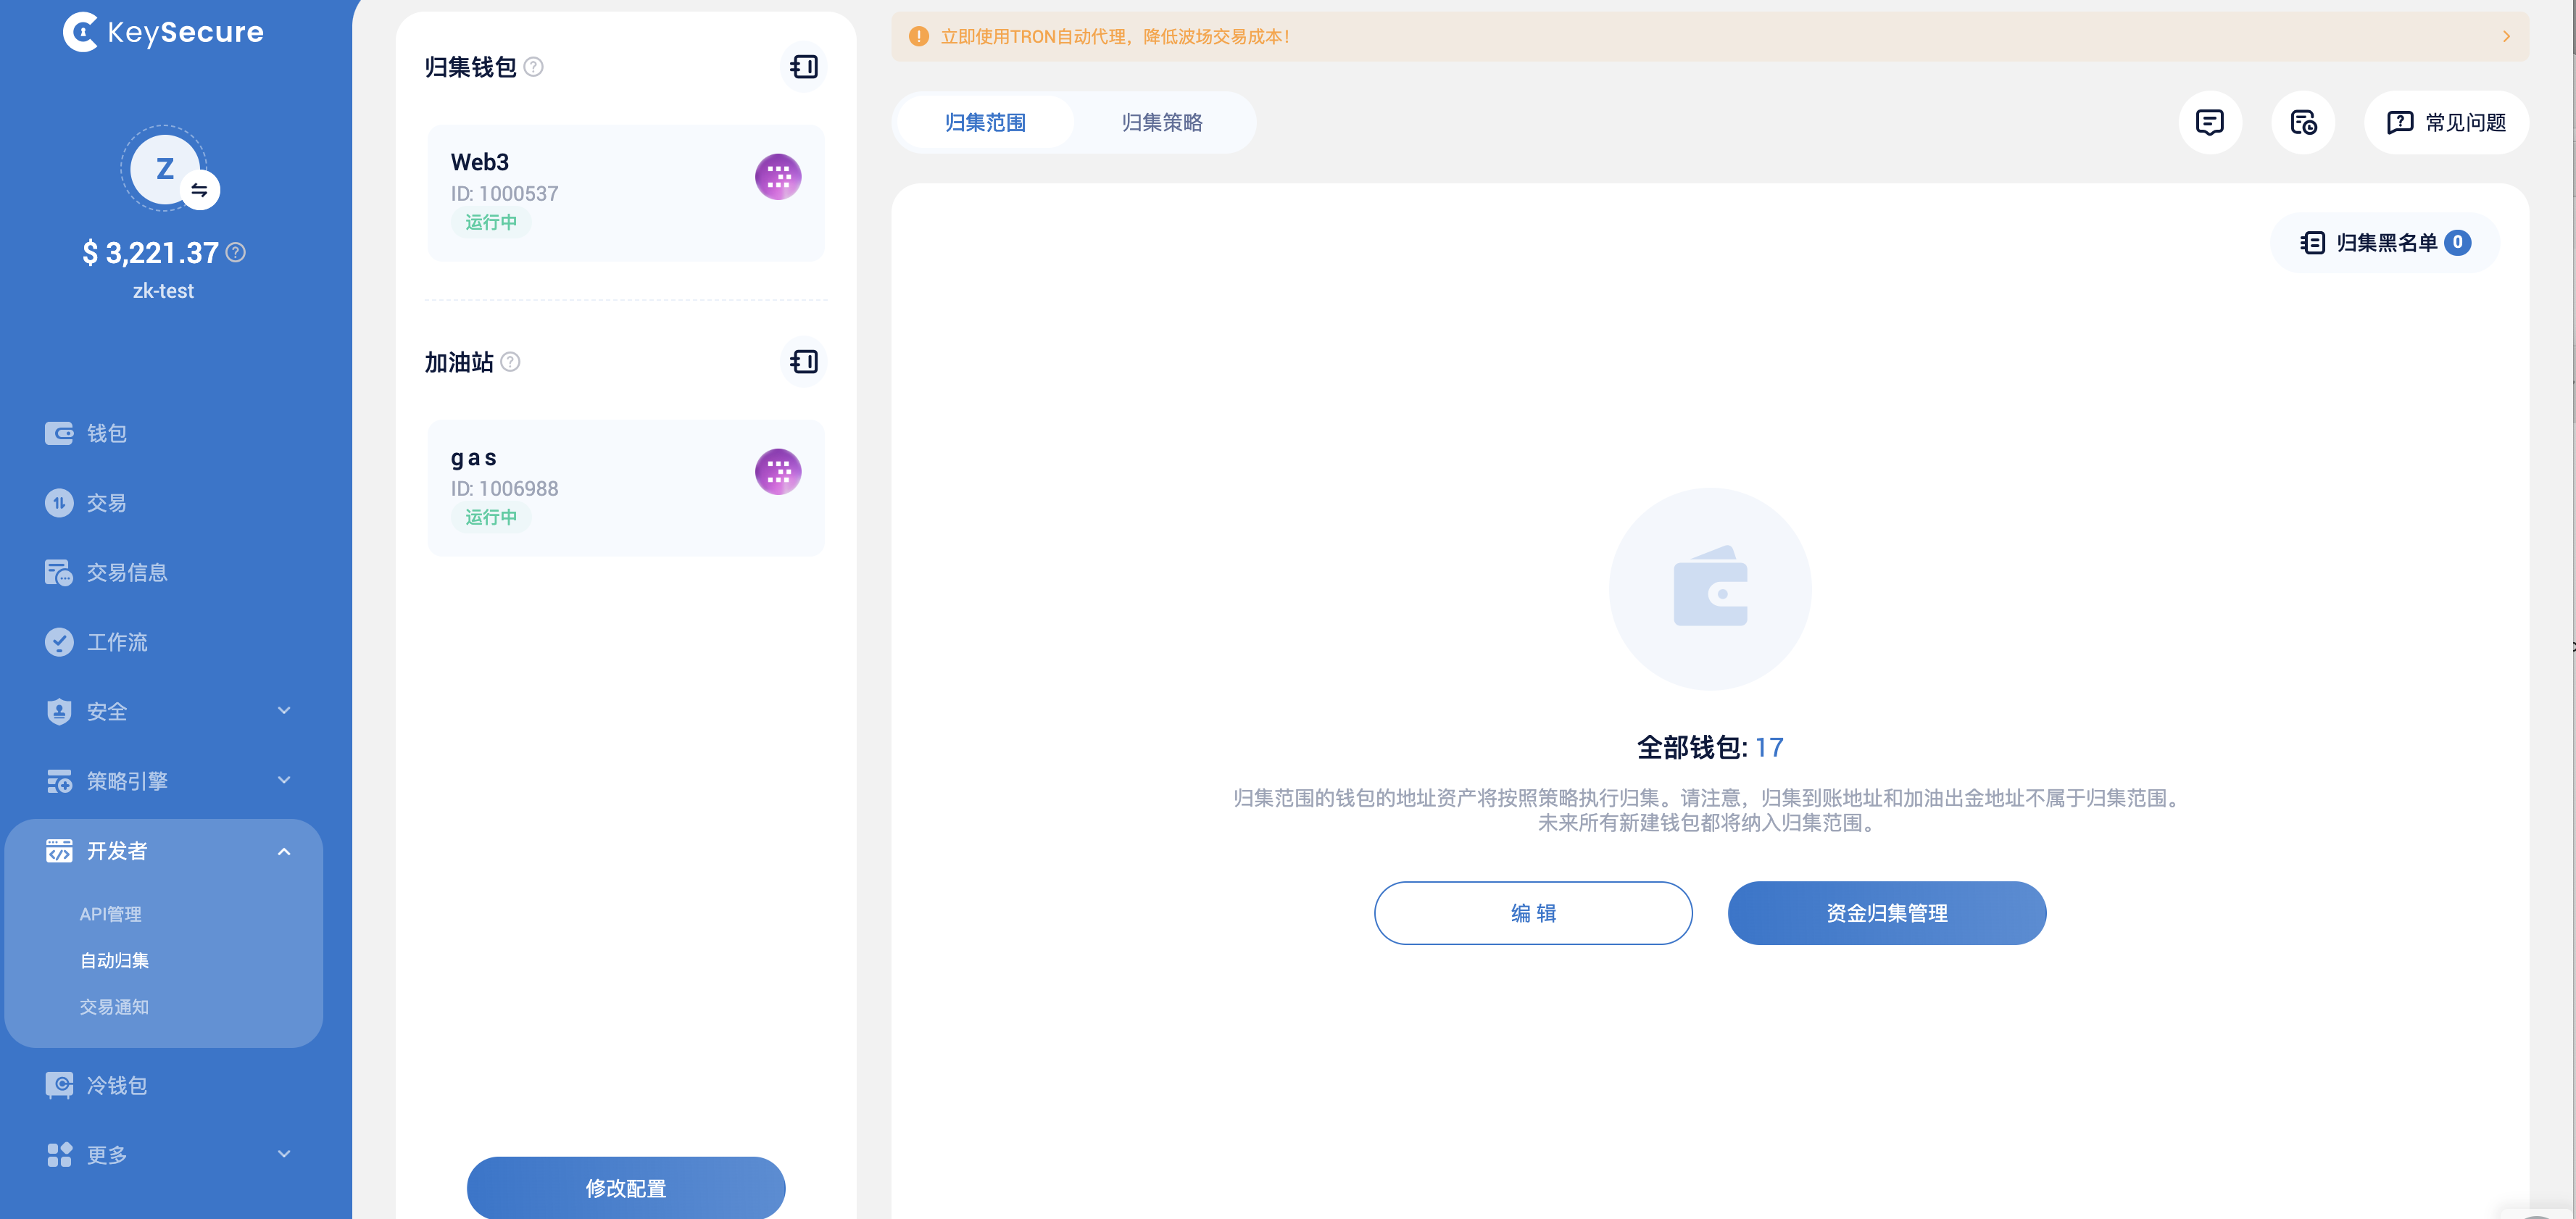 KeySecure
Z
$ 3,221.37
zk-test
钱包
交易
交易信息
工作流
安全
策略引擎
开发者
API管理
自动归集
交易通知
冷钱包
更多
归集钱包
Web3
ID: 1000537
运行中
加油站
gas
ID: 1006988
运行中
修改配置
立即使用TRON自动代理，降低波场交易成本！
归集范围
归集策略
常见问题
归集黑名单 0
全部钱包: 17
归集范围的钱包的地址资产将按照策略执行归集。请注意，归集到账地址和加油出金地址不属于归集范围。
未来所有新建钱包都将纳入归集范围。
编 辑
资金归集管理